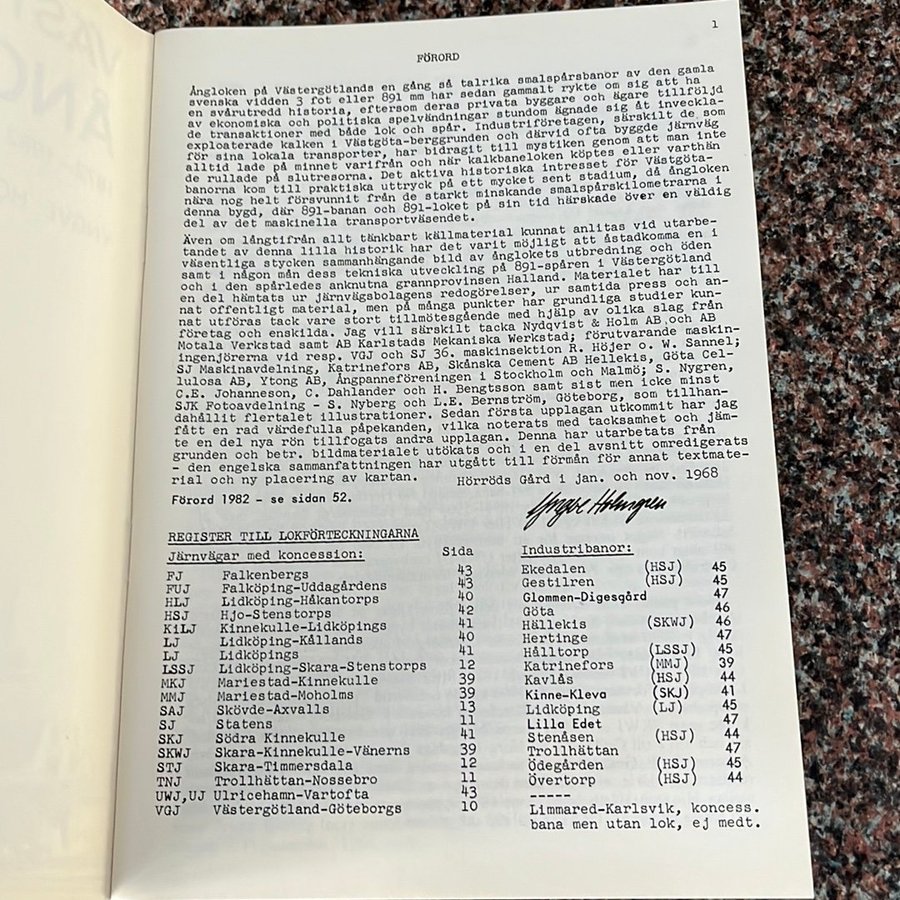 1
FÖRORD
Ångloken på Västergötlands en gång så talrika smalspårsbanor av den gamla
svenska vidden 3 fot eller 891 mm har sedan gammalt rykte om sig att ha
en svårutredd historia, eftersom deras privata byggare och ägare tillföljd
av ekonomiska och politiska spelvändningar stundom ägnade sig åt inveckla-
de transaktioner med både lok och spår. Industriföretagen, särskilt de som
exploaterade kalken i Västgöta-berggrunden och därvid ofta byggde järnväg
för sina lokala transporter, har bidragit till mystiken genom att man inte
alltid lade på minnet varifrån och när kalkbaneloken köptes eller varthän
de rullade på slutresorna. Det aktiva historiska intresset för Västgöta-
banorna kom till praktiska uttryck på ett mycket sent stadium, då ångloken
nära nog helt försvunnit från de starkt minskande smalspårskilometrarna i
denna bygd, där 891-banan och 891-loket på sin tid härskade över en väldig
del av det maskinella transportväsendet.
Även om långtifrån allt tänkbart källmaterial kunnat anlitas vid utarbe-
tandet av denna lilla historik har det varit möjligt att åstadkomma en i
väsentliga stycken sammanhängande bild avånglokets utbredning och öden
samt i någon mån dess tekniska utveckling på 891-spåren i Västergötland
och i den spårledes anknutna grannprovinsen Halland. Materialet har till
en del hämtats ur järnvägsbolagens redogörelser, ur samtida press och an-
nat offentligt material, men på många punkter har grundliga studier kun-
nat utföras tack vare stort tillmötesgående med hjälp av olika slag från
företag och enskilda. Jag vill särskilt tacka Nydqvist & Holm AB och AB
Motala Verkstad samt AB Karlstads Mekaniska Werkstad; förutvarande maskin-
ingenjörerna vid resp. VGJ och SJ 36. maskinsektion R. Höjer o. W. Sannel;
SJ Maskinavdelning, Katrinefors AB, Skånska Cement AB Hellekis, Göta Cel-
lulosa AB, Ytong AB, Ångpanneföreningen i Stockholm och Malmö; S. Nygren,
C.E. Johanneson, C. Dahlander och H. Bengtsson samt sist men icke minst
SJK Fotoavdelning - S. Nyberg och L.E. Bernström, Göteborg, som tillhan-
dahållit flertalet illustrationer. Sedan första upplagan utkommit har jag
fått en rad värdefulla påpekanden, vilka noterats med tacksamhet och jäm-
te en del nya rön tillfogats andra upplagan. Denna har utarbetats från
grunden och betr. bildmaterialet utökats och i en del avsnitt omredigerats
- den engelska sammanfattningen har utgått till förmån för annat textmate-
rial och ny placering av kartan.
Hörröds Gård i jan. och nov. 1968
Förord 1982 - se sidan 52.
Yngve Holmgren
REGISTER TILL LOKFÖRTECKNINGARNA
Järnvägar med koncession: Sida
FJ Falkenbergs 43
FUJ Falköping-Uddagårdens 43
HLJ Lidköping-Håkantorps 40
HSJ Hjo-Stenstorps 42
KiLJ Kinnekulle-Lidköpings 41
LJ Lidköping-Kållands 40
LJ Lidköpings 41
LSSJ Lidköping-Skara-Stenstorps 12
MKJ Mariestad-Kinnekulle 39
MMJ Mariestad-Moholms 39
SAJ Skövde-Axvalls 13
SJ Statens 11
SKJ Södra Kinnekulle 41
SKWJ Skara-Kinnekulle-Vänerns 39
STJ Skara-Timmersdala 12
TNJ Trollhättan-Nossebro 11
UWJ,UJ Ulricehamn-Vartofta 43
VGJ Västergötland-Göteborgs 10
Industribanor:
Ekedalen (HSJ) 45
Gestilren (HSJ) 45
Glommen-Digesgård 47
Göta 46
Hällekis (SKWJ) 46
Hertinge 47
Hålltorp (LSSJ) 45
Katrinefors (MMJ) 39
Kavlås (HSJ) 44
Kinne-Kleva (SKJ) 41
Lidköping (LJ) 45
Lilla Edet 47
Stenåsen (HSJ) 44
Trollhättan 47
Ödegården (HSJ) 45
Övertorp (HSJ) 44
-----
Limmared-Karlsvik, koncess.
bana men utan lok, ej medt.